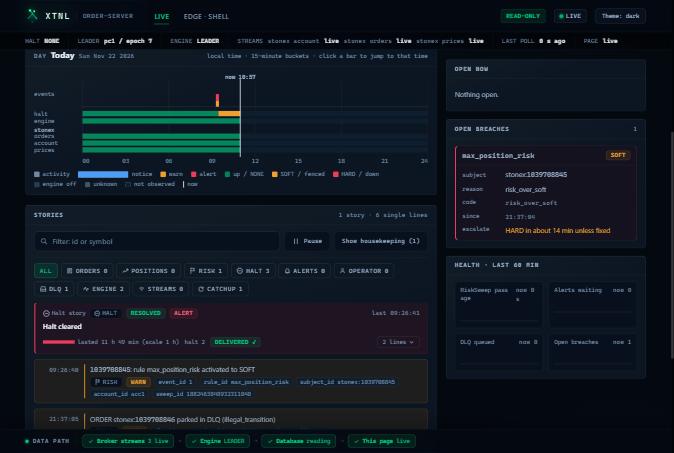 XTNL ORDER-SERVER LIVE EDGE·SHELL READ-ONLY LIVE Theme: dark
HALT NONE LEADER pc1 / epoch 7 ENGINE LEADER STREAMS stonex account live stonex orders live stonex prices live LAST POLL 0 s ago PAGE live
DAY Today Sun Nov 22 2026 local time · 15-minute buckets · click a bar to jump to that time
now 10:57
events
halt
engine
stonex
orders
account
prices
00 03 06 09 12 15 18 21 24
activity notice warn alert up / NONE SOFT / fenced HARD / down
engine off unknown not observed now
STORIES 1 story · 6 single lines
Filter: id or symbol Pause Show housekeeping (1)
ALL ORDERS 0 POSITIONS 0 RISK 1 HALT 3 ALERTS 0 OPERATOR 0
DLQ 1 ENGINE 2 STREAMS 0 CATCHUP 1
Halt story HALT RESOLVED ALERT last 09:26:41
Halt cleared
lasted 11 h 49 min (scale 1 h) halt 2 DELIVERED ✓ 2 lines
09:26:40 1039708845: rule max_position_risk activated to SOFT
RISH WARN event_id 1 rule_id max_position_risk subject_id stonex:1039708845
account_id acc1
21:37:05 ORDER stonex:1039708846 parked in DLQ (illegal_transition)
OPEN NOW
Nothing open.
OPEN BREACHES 1
max_position_risk SOFT
subject stonex:1039708845
reason risk_over_soft
code risk_over_soft
since 21:37:04
escalate HARD in about 14 min unless fixed
HEALTH · LAST 60 MIN
RiskSweep pass age now 0 s
Alerts waiting now 0
DLQ queued now 0
Open breaches now 1
DATA PATH ✓ Broker streams 3 live ✓ Engine LEADER ✓ Database reading ✓ This page live